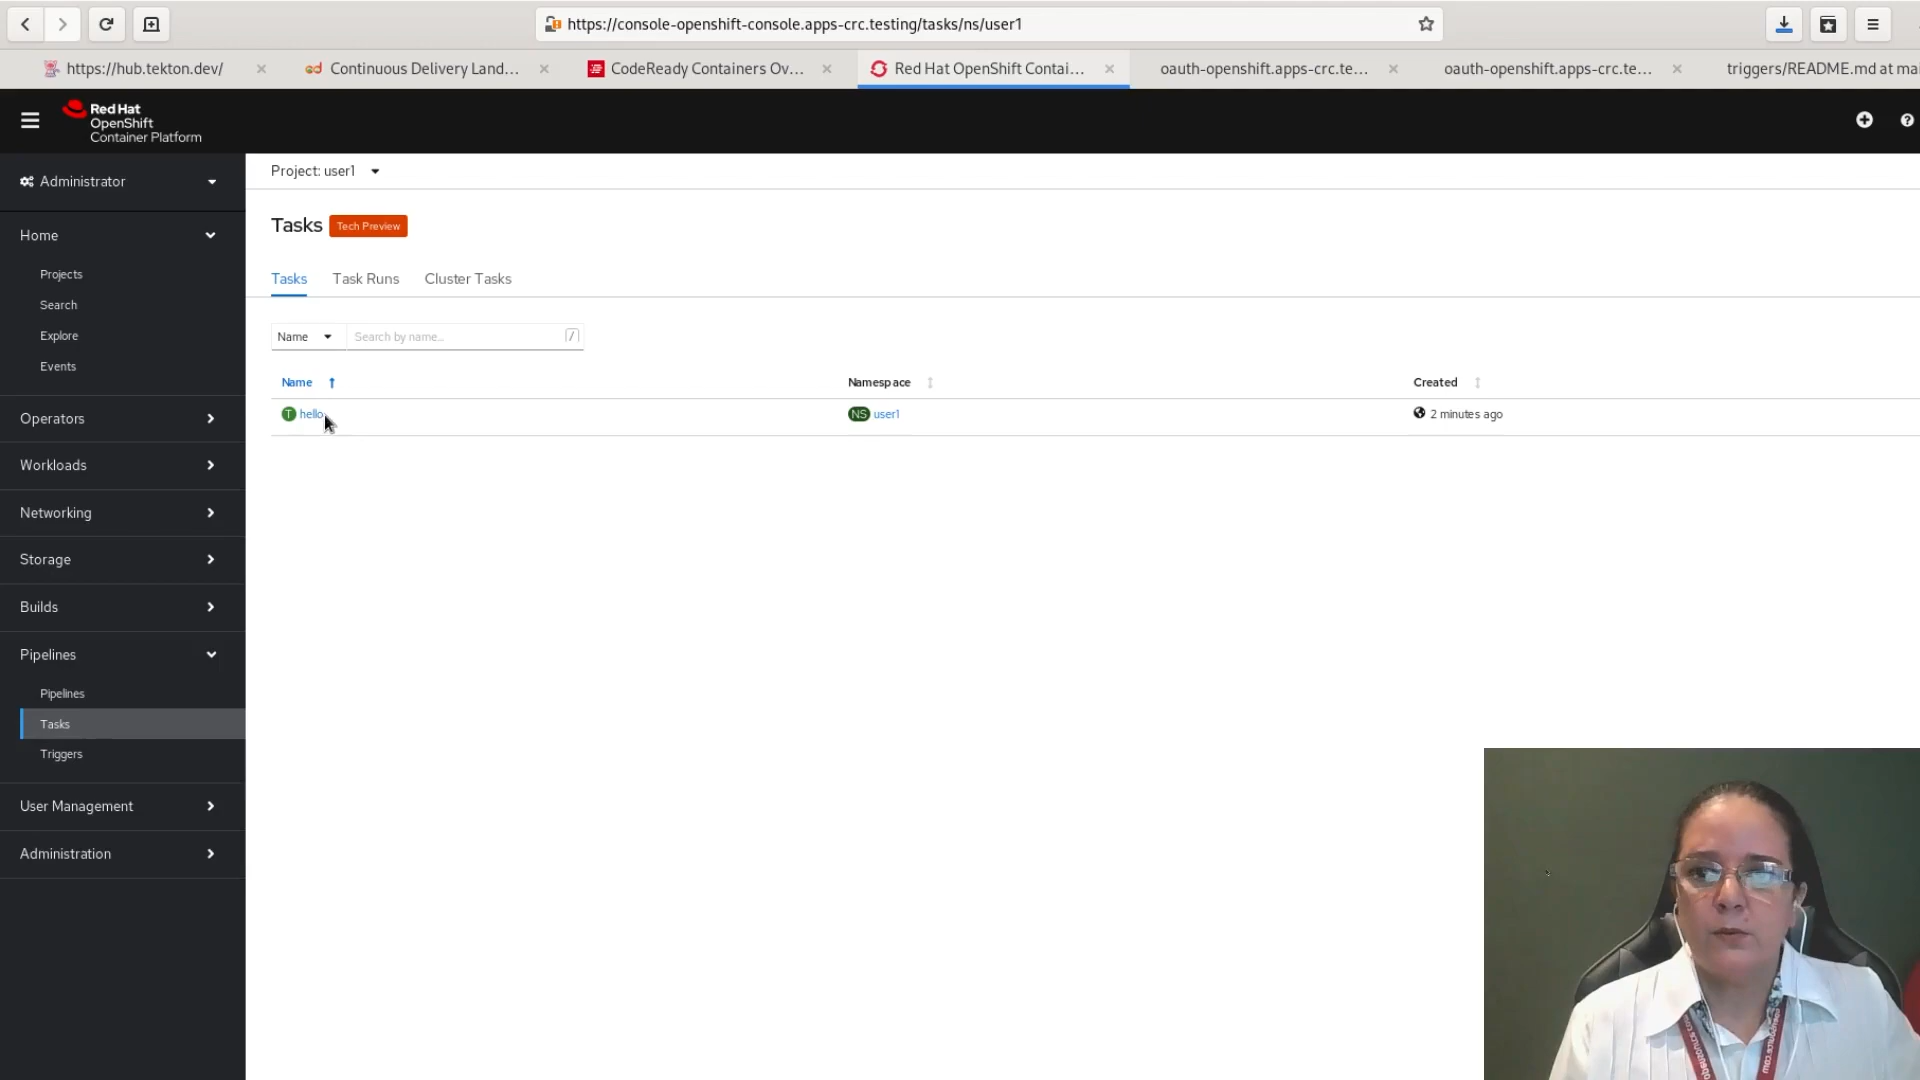 https://console-openshift-console.apps-crc.testing/tasks/ns/user1
https://hub.tekton.dev/
Continuous Delivery Land...
CodeReady Containers Ov...
Red Hat OpenShift Contai...
oauth-openshift.apps-crc.te...
oauth-openshift.apps-crc.te...
triggers/README.md at mai
Red Hat
OpenShift
Container Platform
Administrator
Project: user1
Home
Projects
Search
Explore
Events
Operators
Workloads
Networking
Storage
Builds
Pipelines
Pipelines
Tasks
Triggers
User Management
Administration
Tasks
Tech Preview
Tasks
Task Runs
Cluster Tasks
Name
Search by name...
/
Name
Namespace
Created
T hello
NS user1
2 minutes ago